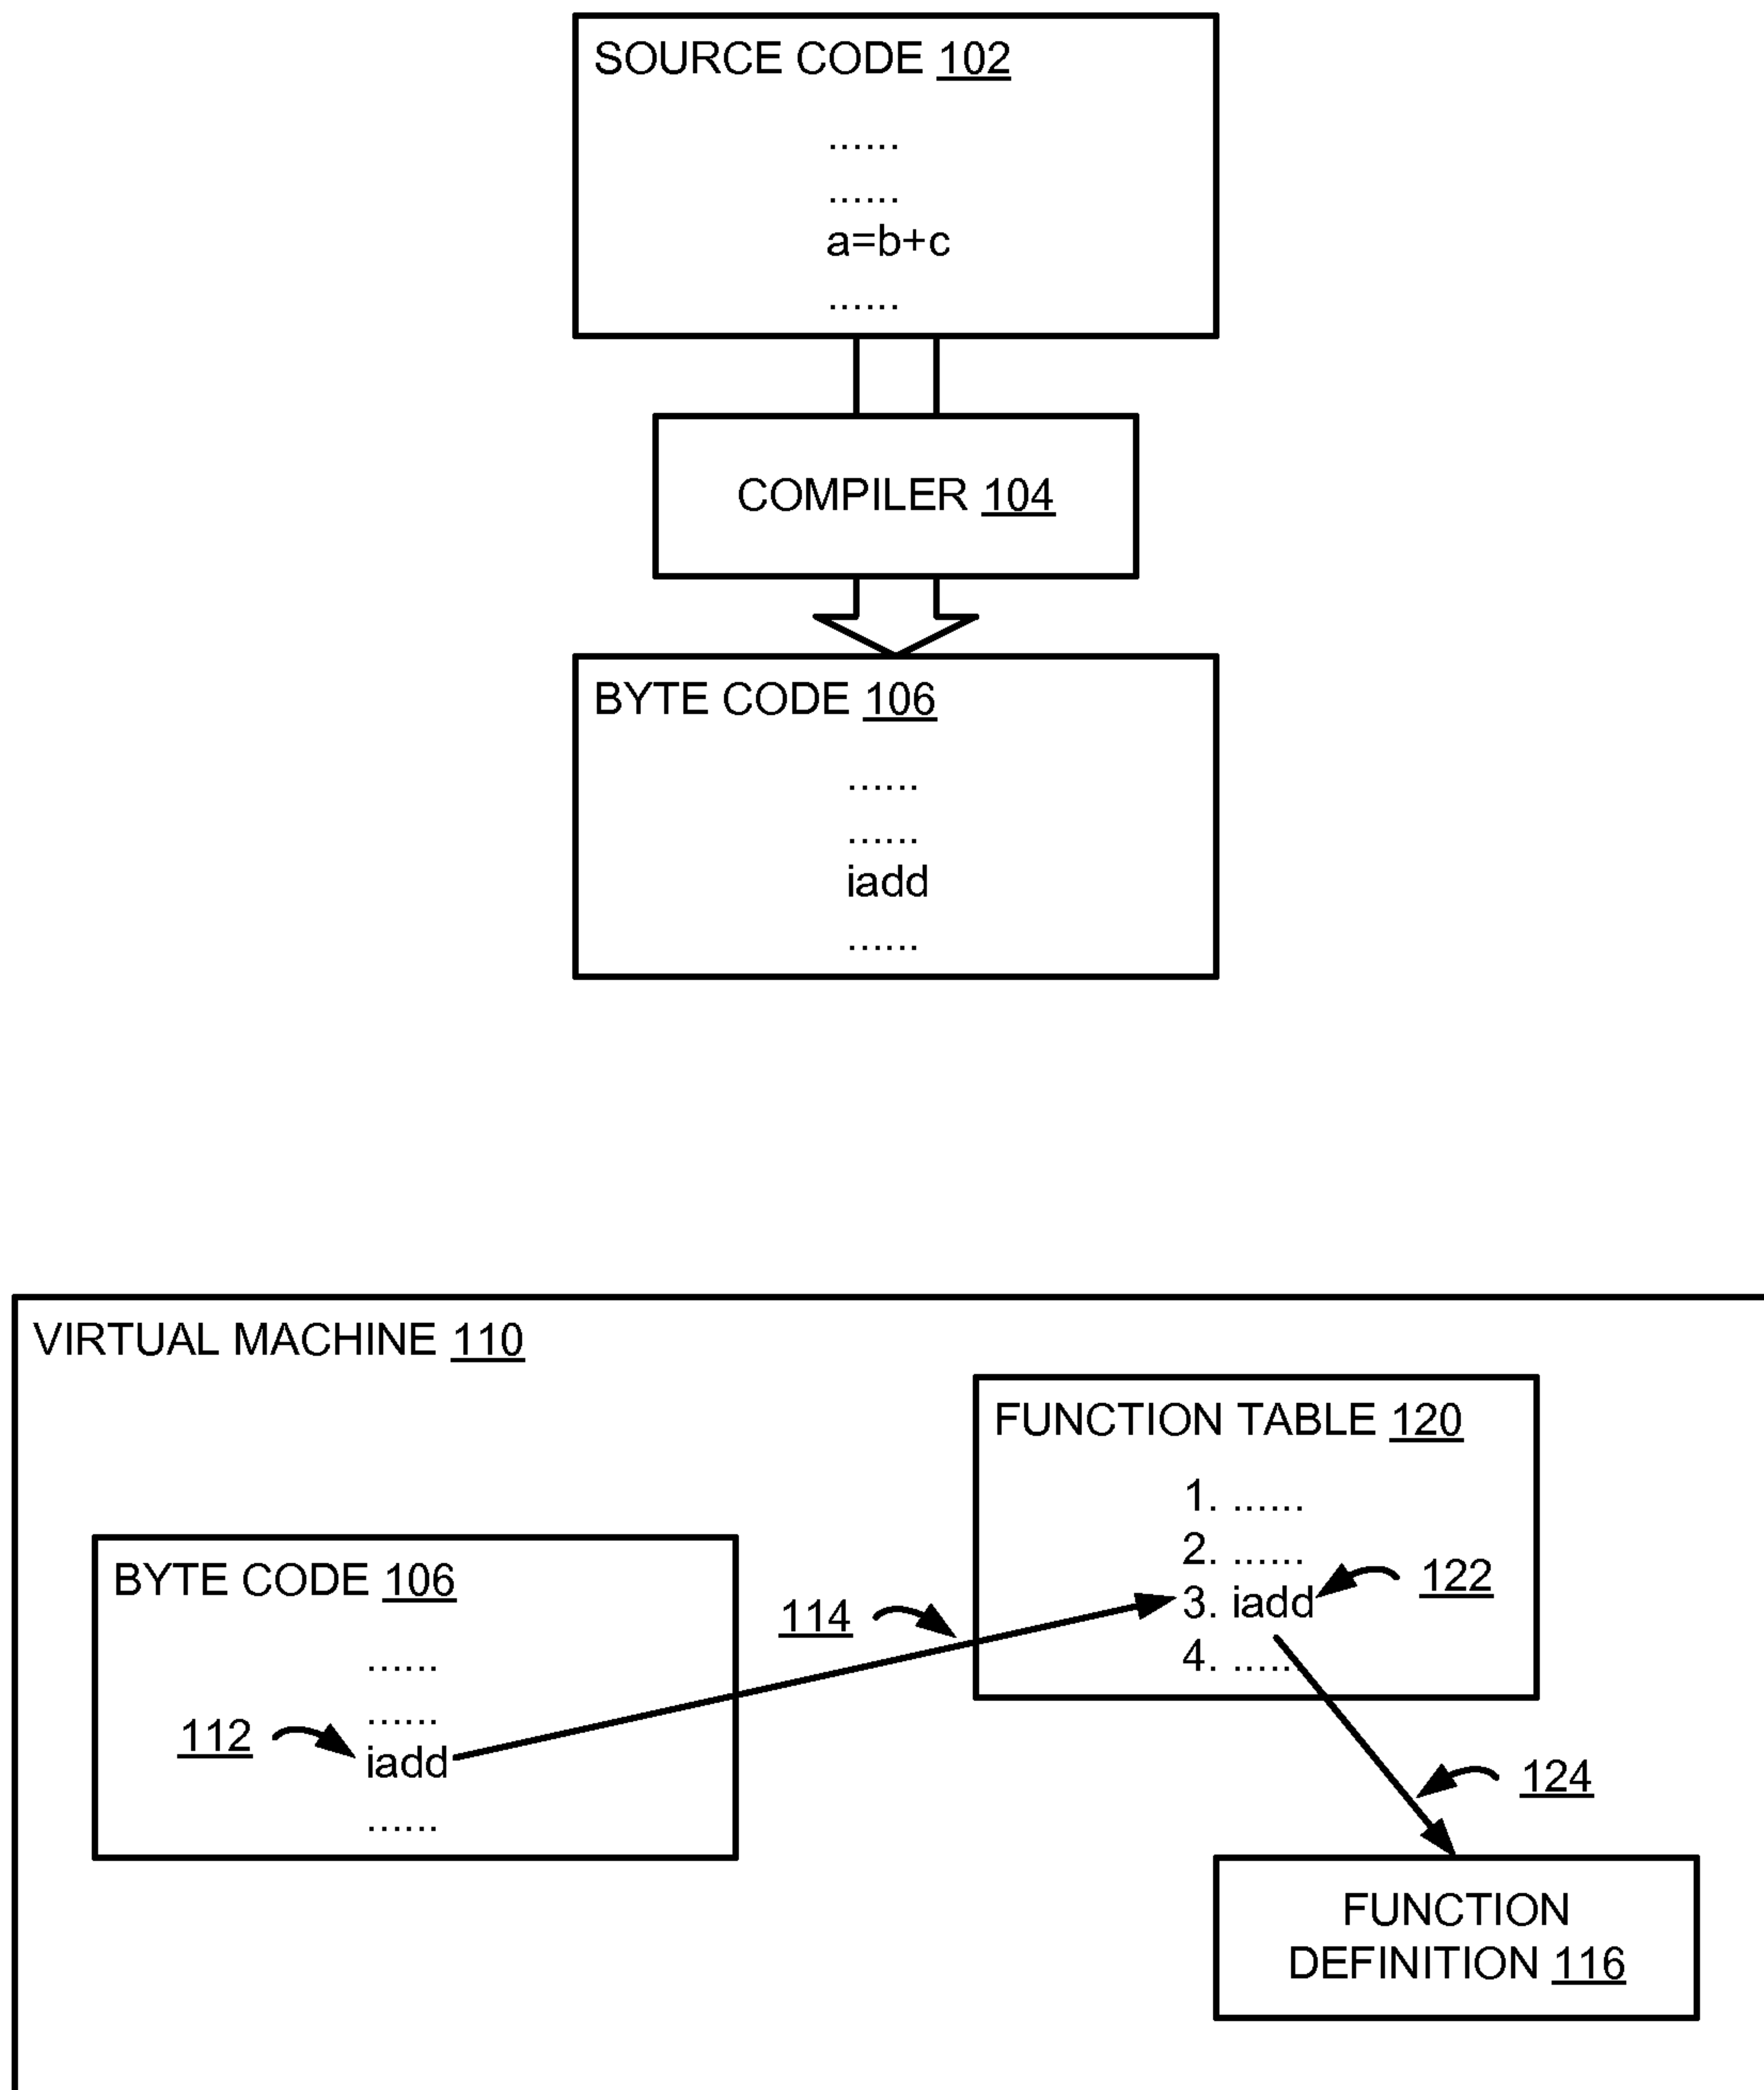 SOURCE CODE 102
......
......
a=b+c
......
COMPILER 104
BYTE CODE 106
......
......
iadd
......
VIRTUAL MACHINE 110
FUNCTION TABLE 120
1. ......
2. ......
3. iadd
4. ......
122
BYTE CODE 106
......
......
iadd
......
112
114
124
FUNCTION
DEFINITION 116